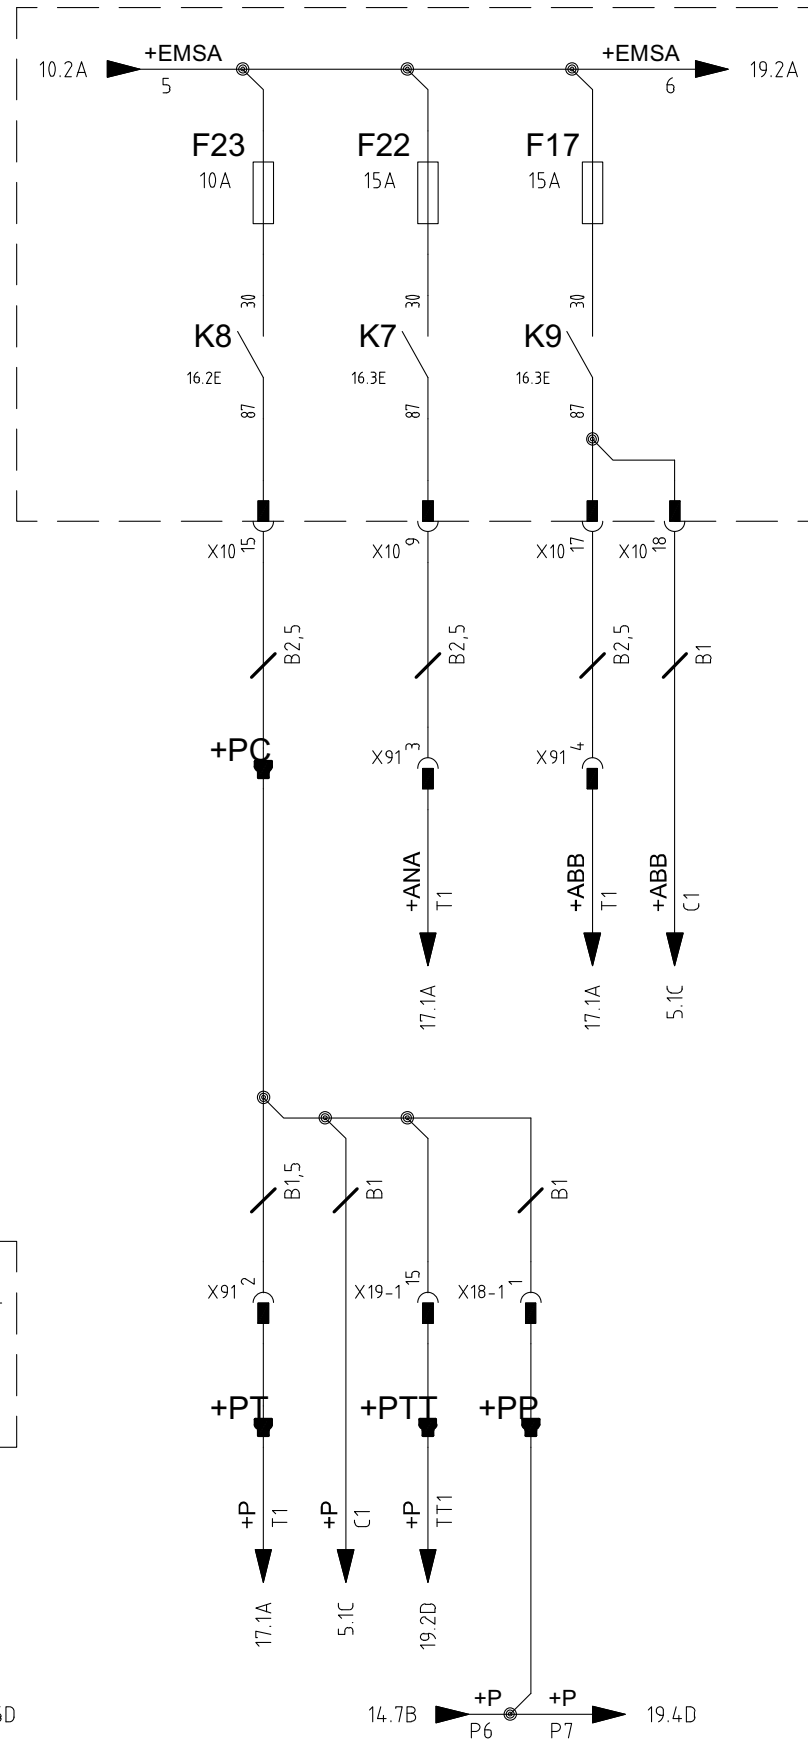 10.2A +EMSA 5 +EMSA 6 19.2A
F23 F22 F17
10A 15A 15A
30 30 30
K8 K7 K9
16.2E 16.3E 16.3E
87 87 87
X10 15 X10 9 X10 17 X10 18
B2,5 B2,5 B2,5 B1
+PC X91 3 X91 4
+ANA T1 +ABB T1 +ABB C1
17.1A 17.1A 5.1C
B1,5 B1 B1
X91 2 X19-1 15 X18-1 1
+PT +PTT +PP
+P T1 +P C1 +P TT1
17.1A 5.1C 19.2D
D 14.7B +P P6 +P P7 19.4D